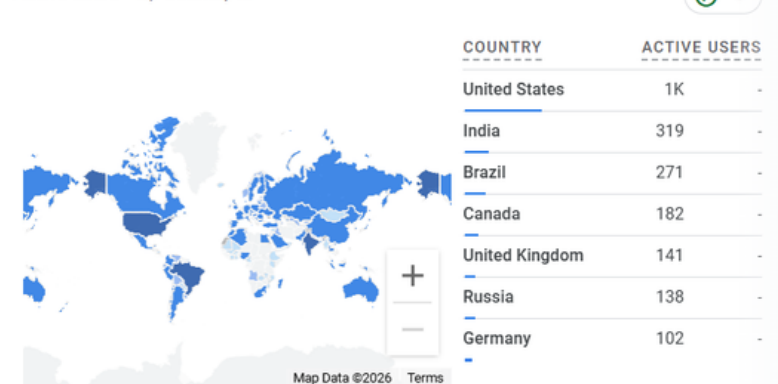 COUNTRY ACTIVE USERS
United States 1K -
India 319 -
Brazil 271 -
Canada 182 -
United Kingdom 141 -
Russia 138 -
Germany 102 -
+
−
Map Data ©2026 Terms